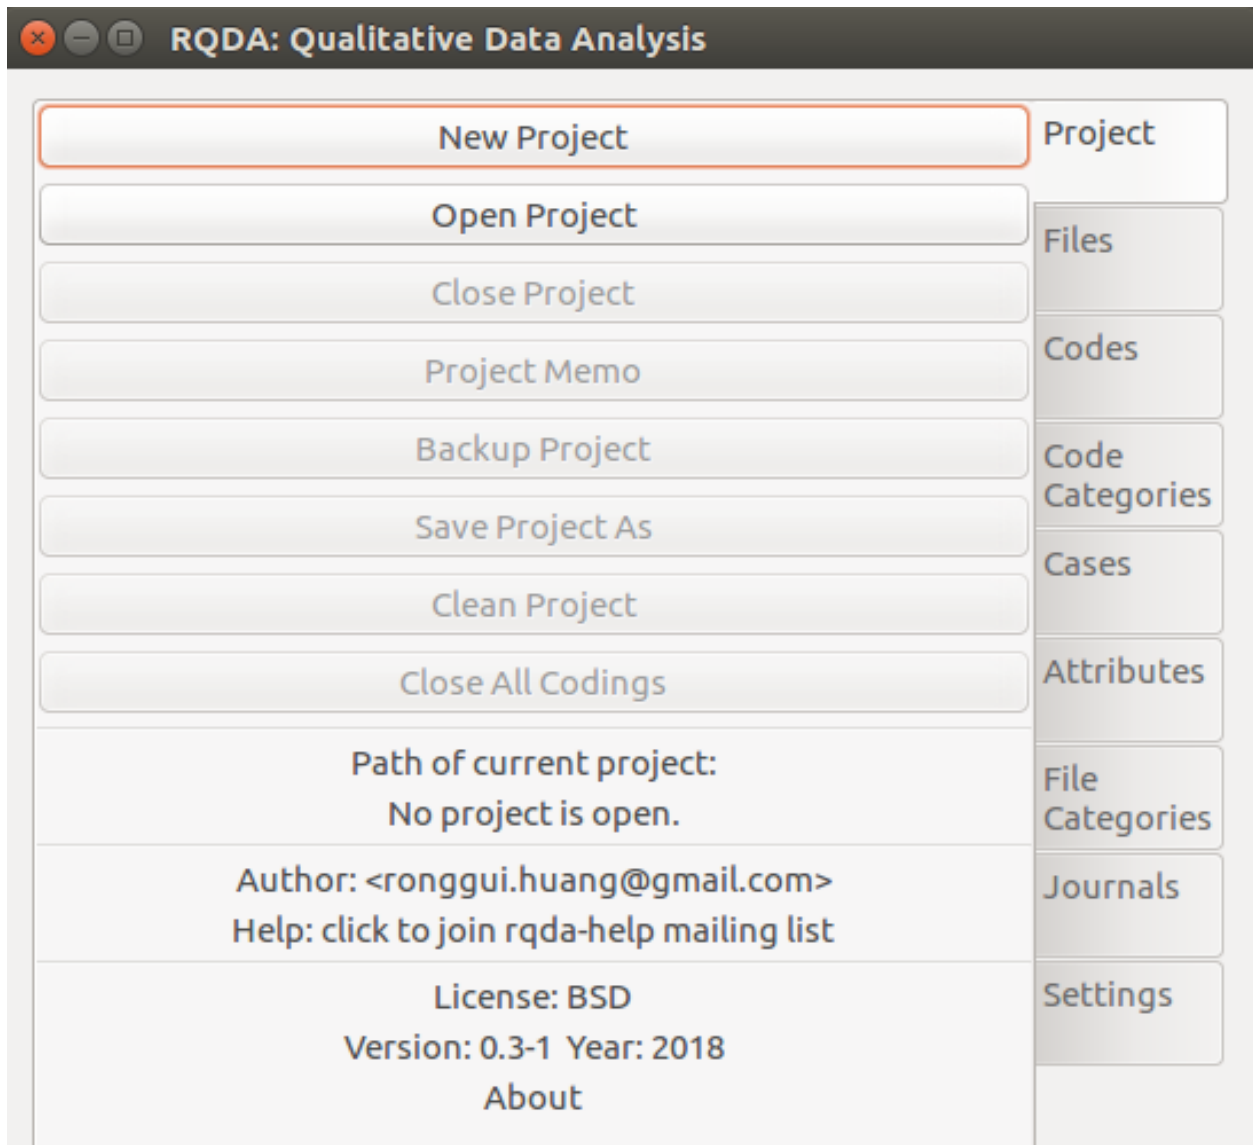 RQDA: Qualitative Data Analysis
New Project
Open Project
Close Project
Project Memo
Backup Project
Save Project As
Clean Project
Close All Codings
Path of current project:
No project is open.
Author: <ronggui.huang@gmail.com>
Help: click to join rqda-help mailing list
License: BSD
Version: 0.3-1 Year: 2018
About
Project
Files
Codes
Code
Categories
Cases
Attributes
File
Categories
Journals
Settings